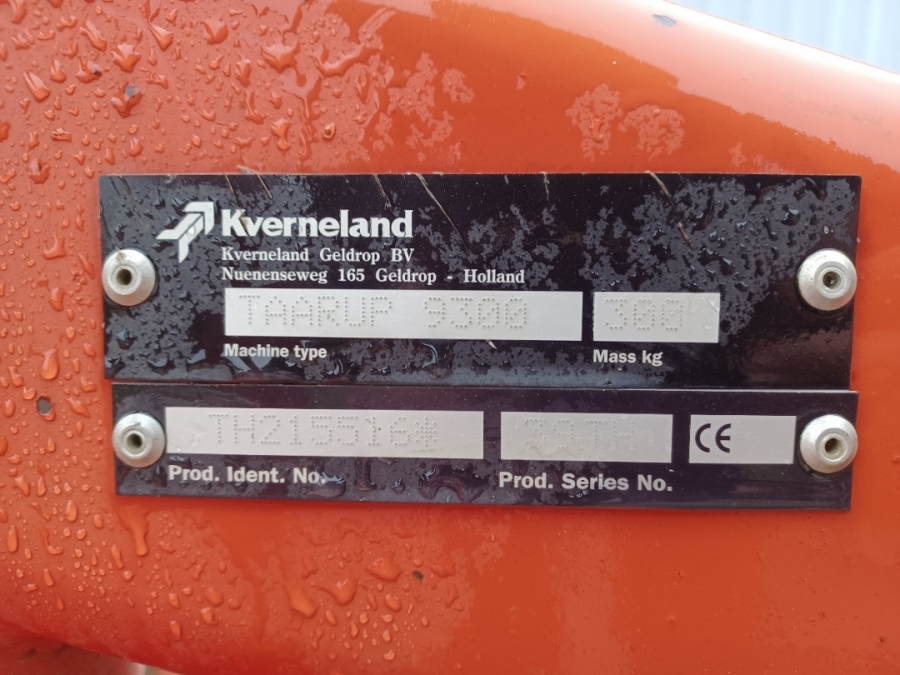 Kverneland
Kverneland Geldrop BV
Nuenenseweg 165 Geldrop - Holland
TAARUP 9300 300
Machine type Mass kg
TH215516* 29TH CE
Prod. Ident. No. Prod. Series No.